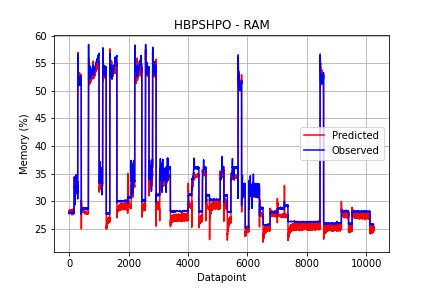 HBPSHPO - RAM
60
55
50
45
40
35
30
25
Memory (%)
Predicted
Observed
0
2000
4000
6000
8000
10000
Datapoint